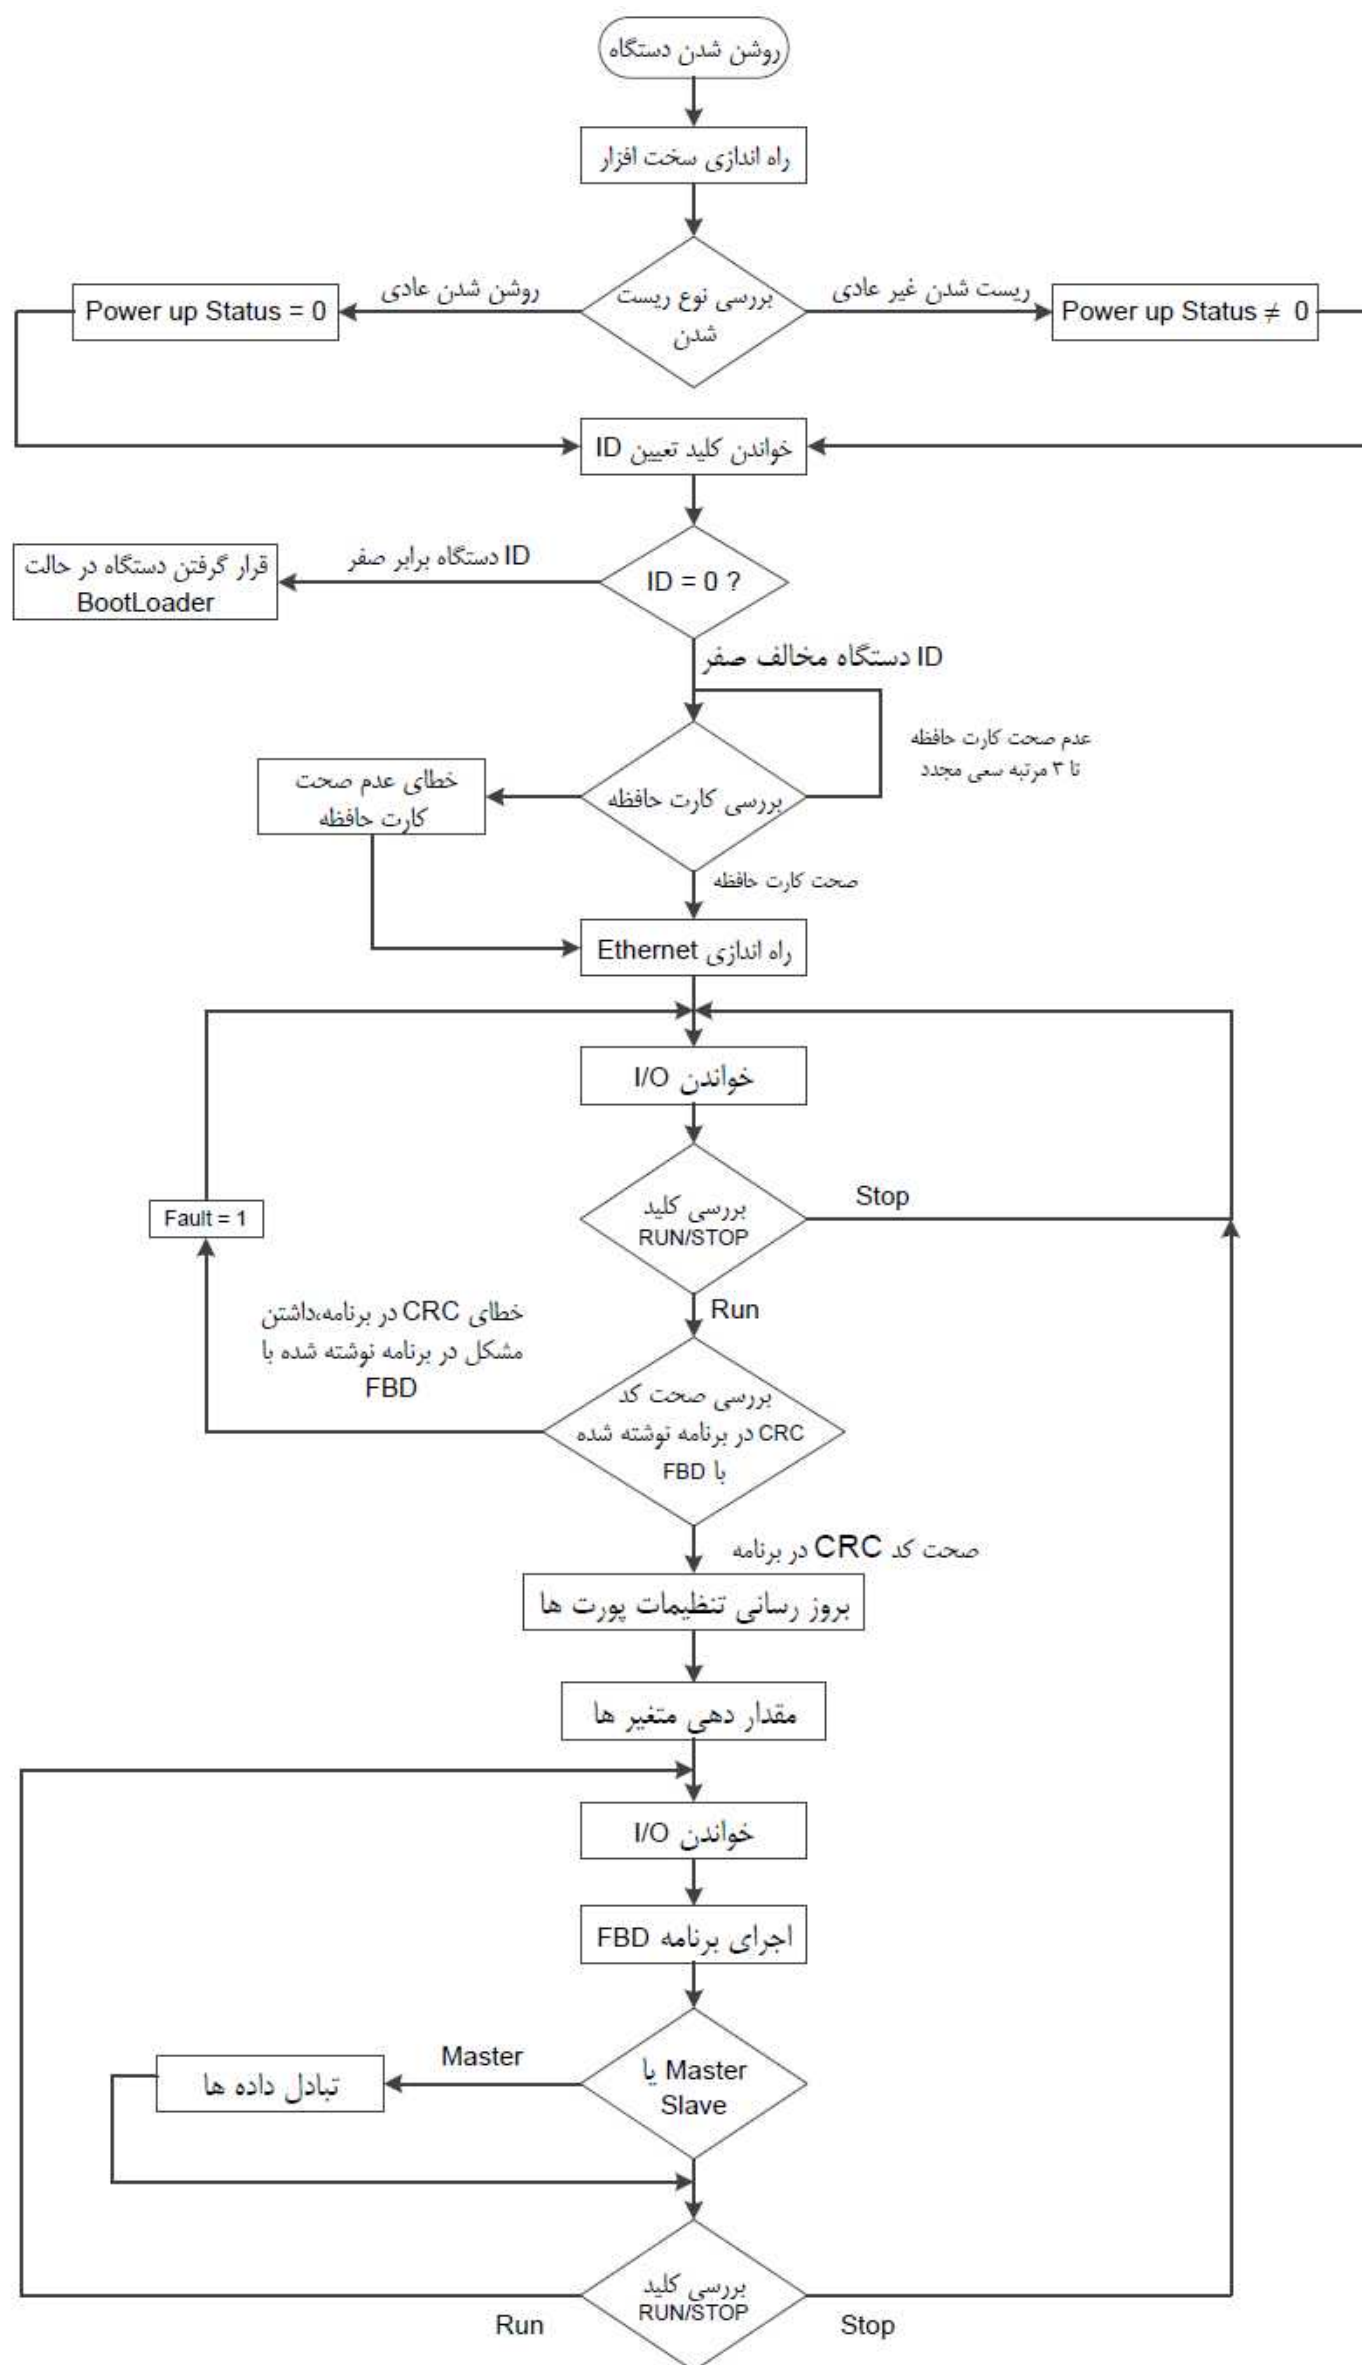 روشن شدن دستگاه
راه اندازی سخت افزار
بررسی نوع ریست
شدن
روشن شدن عادی
ریست شدن غیر عادی
Power up Status = 0
Power up Status ≠ 0
خواندن کلید تعیین ID
ID = 0 ?
ID دستگاه برابر صفر
قرار گرفتن دستگاه در حالت
BootLoader
ID دستگاه مخالف صفر
عدم صحت کارت حافظه
تا ۳ مرتبه سعی مجدد
بررسی کارت حافظه
خطای عدم صحت
کارت حافظه
صحت کارت حافظه
راه اندازی Ethernet
خواندن I/O
بررسی کلید
RUN/STOP
Stop
Fault = 1
Run
خطای CRC در برنامه،داشتن
مشکل در برنامه نوشته شده با
FBD
بررسی صحت کد
CRC در برنامه نوشته شده
با FBD
صحت کد CRC در برنامه
بروز رسانی تنظیمات پورت ها
مقدار دهی متغیر ها
خواندن I/O
اجرای برنامه FBD
Master یا
Slave
Master
تبادل داده ها
بررسی کلید
RUN/STOP
Run
Stop